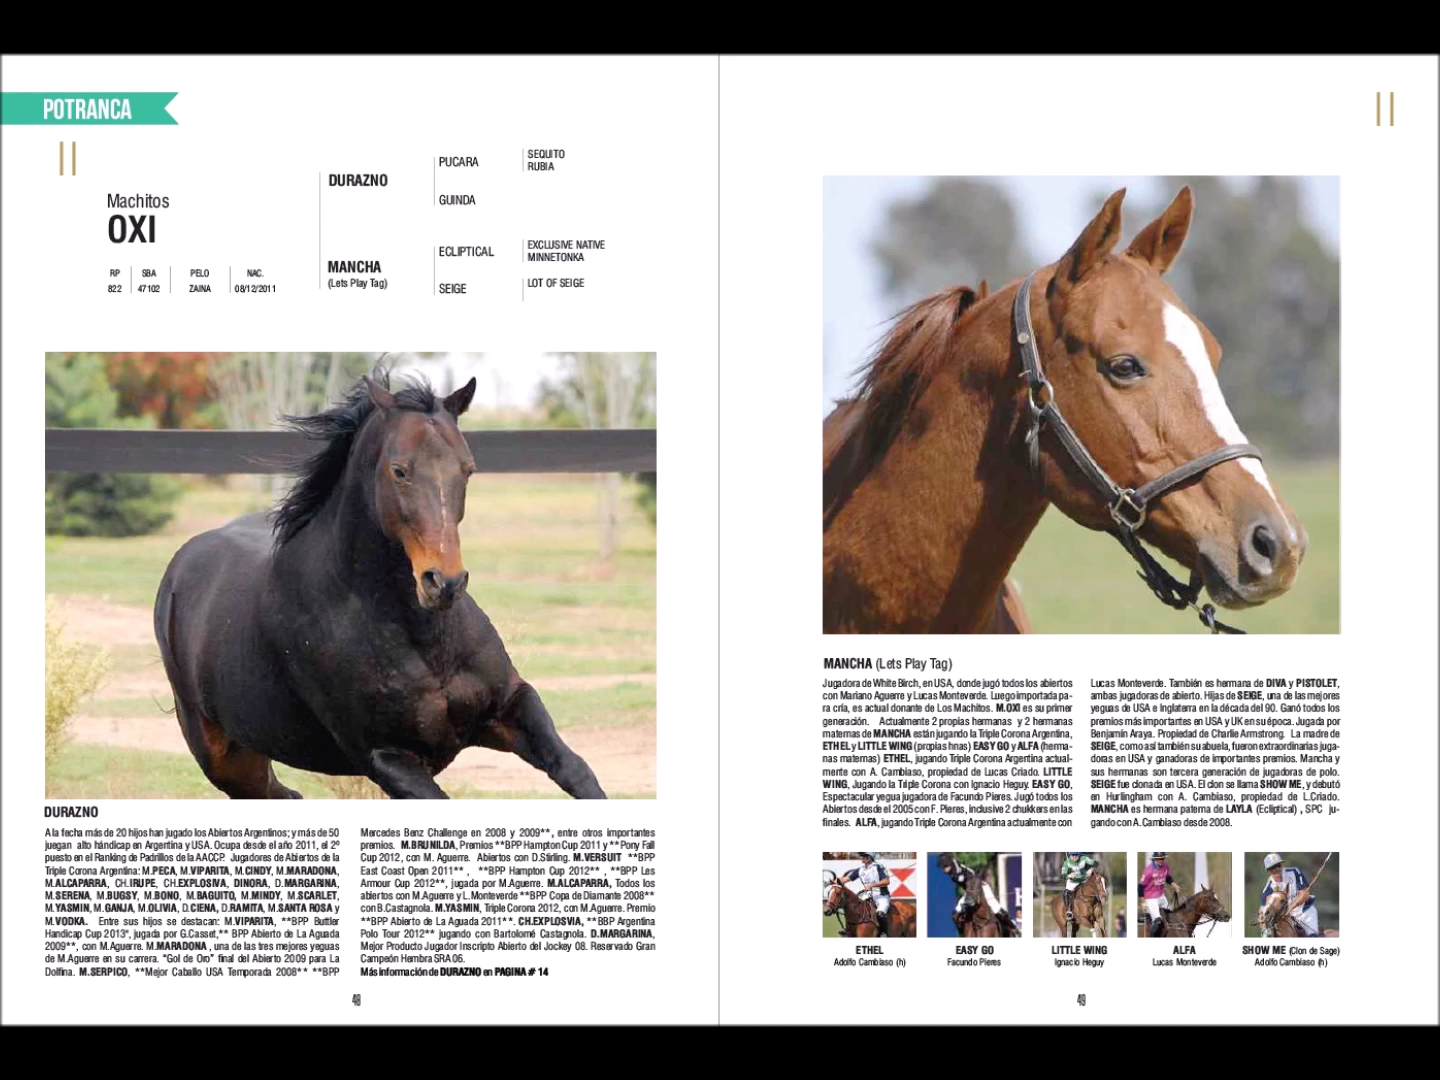 POTRANCA
Machitos
OXI
RP SBA PELO NAC.
822 47102 ZAINA 08/12/2011
DURAZNO
MANCHA
(Lets Play Tag)
PUCARA
GUINDA
ECLIPTICAL
SEIGE
SEQUITO
RUBIA
EXCLUSIVE NATIVE
MINNETONKA
LOT OF SEIGE
DURAZNO
A la fecha más de 20 hijos han jugado los Abiertos Argentinos; y más de 50
juegan alto hándicap en Argentina y USA. Ocupa desde el año 2011, el 2º
puesto en el Ranking de Padrillos de la AACCP. Jugadores de Abiertos de la
Triple Corona Argentina: M.PECA, M.VIPARITA, M.CINDY, M.MARADONA,
M.ALCAPARRA, CH.IRUPE, CH.EXPLOSIVA, DINORA, D.MARGARINA,
M.SERENA, M.BUGSY, M.BONO, M.BAGUITO, M.MINDY, M.SCARLET,
M.YASMIN, M.GANJA, M.OLIVIA, D.CIENA, D.RAMITA, M.SANTA ROSA y
M.VODKA. Entre sus hijos se destacan: M.VIPARITA, **BPP Buttler
Handicap Cup 2013*, jugada por G.Casset,** BPP Abierto de La Aguada
2009**, con M.Aguerre. M.MARADONA , una de las tres mejores yeguas
de M.Aguerre en su carrera. "Gol de Oro" final del Abierto 2009 para La
Dolfina. M.SERPICO, **Mejor Caballo USA Temporada 2008** **BPP
Mercedes Benz Challenge en 2008 y 2009**, entre otros importantes
premios. M.BRUNILDA, Premios **BPP Hampton Cup 2011 y **Pony Fall
Cup 2012, con M. Aguerre. Abiertos con D.Stirling. M.VERSUIT **BPP
East Coast Open 2011** , **BPP Hampton Cup 2012** , **BPP Les
Armour Cup 2012**, jugada por M.Aguerre. M.ALCAPARRA, Todos los
abiertos con M.Aguerre y L.Monteverde **BPP Copa de Diamante 2008**
con B.Castagnola. M.YASMIN, Triple Corona 2012, con M.Aguerre. Premio
**BPP Abierto de La Aguada 2011**. CH.EXPLOSVIA, **BBP Argentina
Polo Tour 2012** jugando con Bartolomé Castagnola. D.MARGARINA,
Mejor Producto Jugador Inscripto Abierto del Jockey 08. Reservado Gran
Campeón Hembra SRA 06.
Más información de DURAZNO en PAGINA # 14
48
MANCHA (Lets Play Tag)
Jugadora de White Birch, en USA, donde jugó todos los abiertos
con Mariano Aguerre y Lucas Monteverde. Luego importada pa-
ra cría, es actual donante de Los Machitos. M.OXI es su primer
generación. Actualmente 2 propias hermanas y 2 hermanas
maternas de MANCHA están jugando la Triple Corona Argentina,
ETHEL y LITTLE WING (propias hnas) EASY GO y ALFA (herma-
nas maternas) ETHEL, jugando Triple Corona Argentina actual-
mente con A. Cambiaso, propiedad de Lucas Criado. LITTLE
WING, Jugando la Triple Corona con Ignacio Heguy. EASY GO,
Espectacular yegua jugadora de Facundo Pieres. Jugó todos los
Abiertos desde el 2005 con F. Pieres, inclusive 2 chukkers en las
finales. ALFA, jugando Triple Corona Argentina actualmente con
Lucas Monteverde. También es hermana de DIVA y PISTOLET,
ambas jugadoras de abierto. Hijas de SEIGE, una de las mejores
yeguas de USA e Inglaterra en la década del 90. Ganó todos los
premios más importantes en USA y UK en su época. Jugada por
Benjamín Araya. Propiedad de Charlie Armstrong. La madre de
SEIGE, como así también su abuela, fueron extraordinarias juga-
doras en USA y ganadoras de importantes premios. Mancha y
sus hermanas son tercera generación de jugadoras de polo.
SEIGE fue clonada en USA. El clon se llama SHOW ME, y debutó
en Hurlingham con A. Cambiaso, propiedad de L.Criado.
MANCHA es hermana paterna de LAYLA (Ecliptical) , SPC ju-
gando con A. Cambiaso desde 2008.
ETHEL
Adolfo Cambiaso (h)
EASY GO
Facundo Pieres
LITTLE WING
Ignacio Heguy
ALFA
Lucas Monteverde
SHOW ME (Clon de Sage)
Adolfo Cambiaso (h)
49